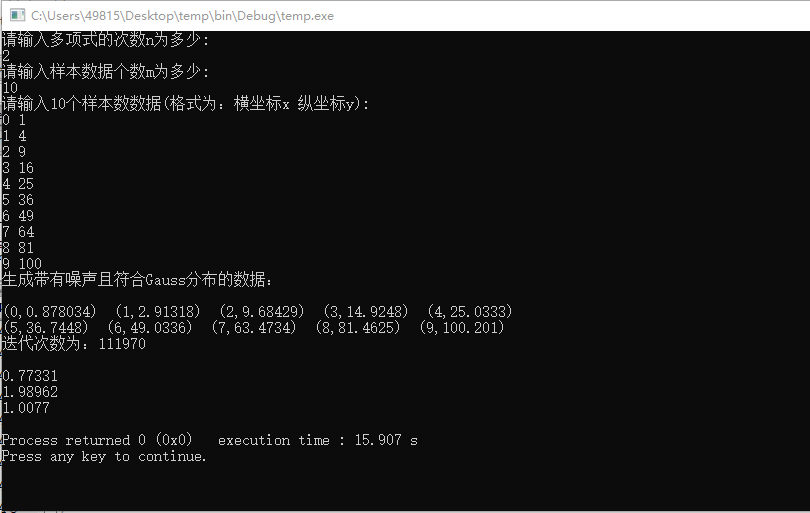 C:\Users\49815\Desktop\temp\bin\Debug\temp.exe
请输入多项式的次数n为多少:
2
请输入样本数据个数m为多少:
10
请输入10个样本数数据(格式为：横坐标x 纵坐标y):
0 1
1 4
2 9
3 16
4 25
5 36
6 49
7 64
8 81
9 100
生成带有噪声且符合Gauss分布的数据：
(0,0.878034) (1,2.91318) (2,9.68429) (3,14.9248) (4,25.0333)
(5,36.7448) (6,49.0336) (7,63.4734) (8,81.4625) (9,100.201)
迭代次数为：111970
0.77331
1.98962
1.0077
Process returned 0 (0x0)   execution time : 15.907 s
Press any key to continue.